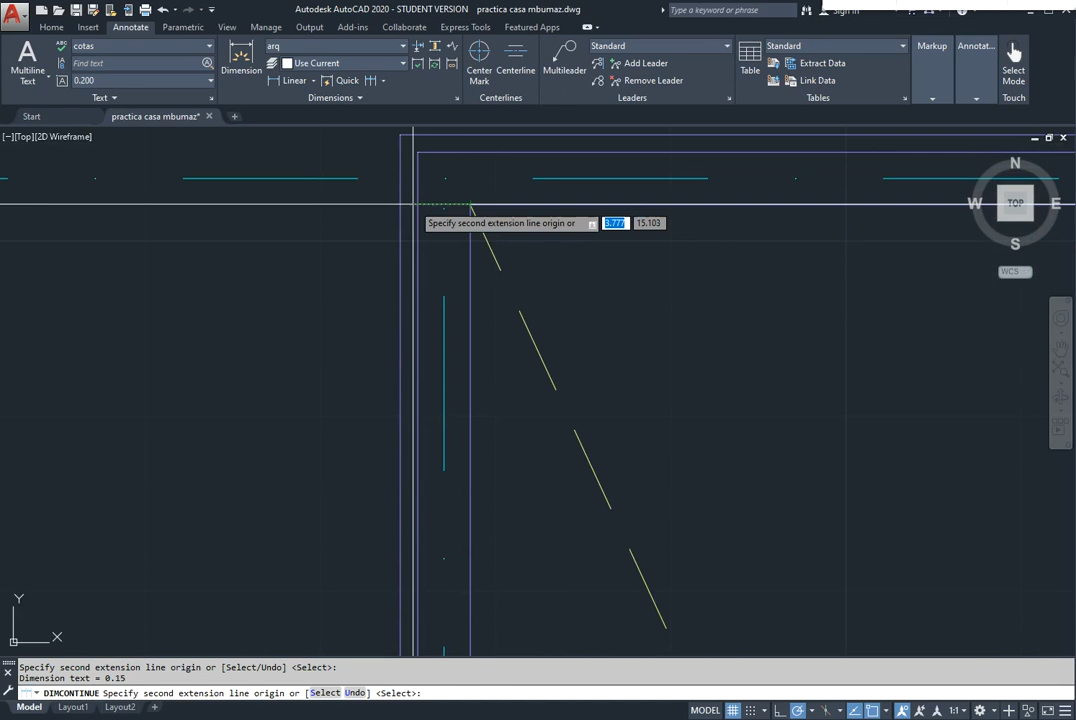 Autodesk AutoCAD 2020 - STUDENT VERSION practica casa mbumaz.dwg
Type a keyword or phrase
Sign In
Home Insert Annotate Parametric View Manage Output Add-ins Collaborate Express Tools Featured Apps
cotas
Find text
0.200
Multiline
Text
Text
Dimension
arq
Use Current
Linear Quick
Dimensions
Center
Mark
Centerline
Centerlines
Multileader
Standard
Add Leader
Remove Leader
Leaders
Table
Standard
Extract Data
Link Data
Tables
Markup
Annotat...
Select
Mode
Touch
Start practica casa mbumaz*
[−][Top][2D Wireframe]
N
W TOP E
S
WCS
Specify second extension line origin or 3.777 15.103
Y
X
Specify second extension line origin or [Select/Undo] <Select>:
Dimension text = 0.15
DIMCONTINUE Specify second extension line origin or [Select Undo] <Select>:
Model Layout1 Layout2
MODEL 1:1